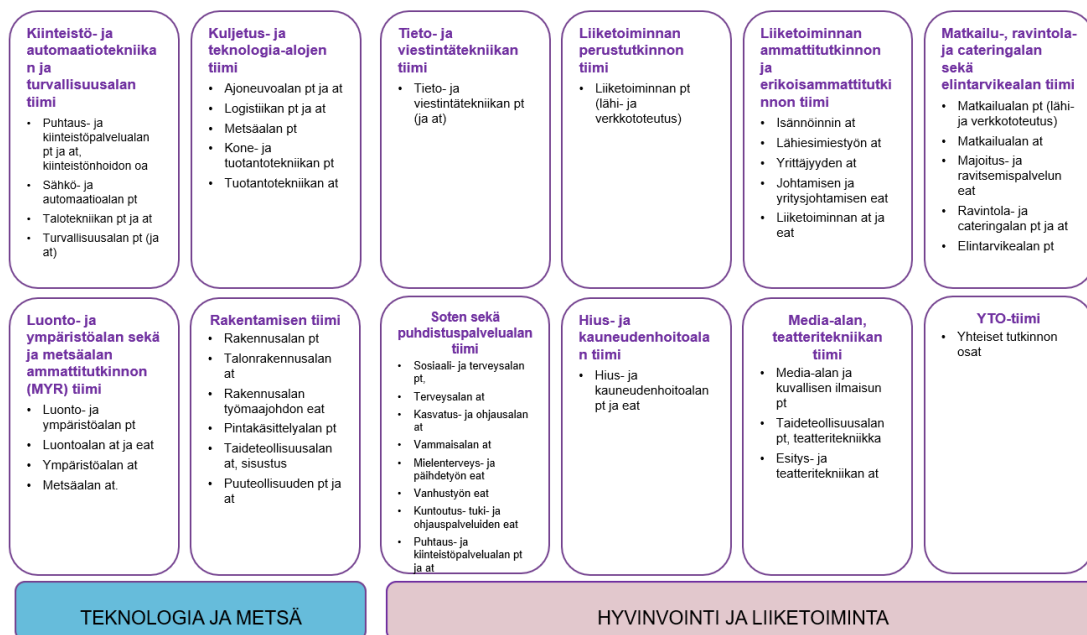 Kiinteistö- ja
automaatiotekniika
n ja
turvallisuusalan
tiimi
• Puhtaus- ja
kiinteistöpalvelualan
pt ja at,
kiinteistönhoidon oa
• Sähkö- ja
automaatioalan pt
• Talotekniikan pt ja at
• Turvallisuusalan pt (ja
at)
Kuljetus- ja
teknologia-alojen
tiimi
• Ajoneuvoalan pt ja at
• Logistiikan pt ja at
• Metsäalan pt
• Kone- ja
tuotantotekniikan pt
• Tuotantotekniikan at
Tieto- ja
viestintätekniikan
tiimi
• Tieto- ja
viestintätekniikan pt
(ja at)
Liiketoiminnan
perustutkinnon
tiimi
• Liiketoiminnan pt
(lähi- ja
verkkototeutus)
Liiketoiminnan
ammattitutkinnon
ja
erikoisammattitutki
nnon tiimi
• Isännöinnin at
• Lähiesimiestyön at
• Yrittäjyyden at
• Johtamisen ja
yritysjohtamisen eat
• Liiketoiminnan at ja
eat
Matkailu-, ravintola-
ja cateringalan
sekä
elintarvikealan tiimi
• Matkailualan pt (lähi-
ja verkkototeutus)
• Matkailualan at
• Majoitus- ja
ravitsemispalvelun
eat
• Ravintola- ja
cateringalan pt ja at
• Elintarvikealan pt
Luonto- ja
ympäristöalan sekä
ja metsäalan
ammattitutkinnon
(MYR) tiimi
• Luonto- ja
ympäristöalan pt
• Luontoalan at ja eat
• Ympäristöalan at
• Metsäalan at.
Rakentamisen tiimi
• Rakennusalan pt
• Talonrakennusalan
at
• Rakennusalan
työmaajohdon eat
• Pintakäsittelyalan pt
• Taideteollisuusalan
at, sisustus
• Puuteollisuuden pt ja
at
Soten sekä
puhdistuspalvelualan
tiimi
• Sosiaali- ja terveysalan
pt,
• Terveysalan at
• Kasvatus- ja ohjausalan
at
• Vammaisalan at
• Mielenterveys- ja
päihdetyön eat
• Vanhustyön eat
• Kuntoutus- tuki- ja
ohjauspalveluiden eat
• Puhtaus- ja
kiinteistöpalvelualan pt
ja at
Hius- ja
kauneudenhoitoala
n tiimi
• Hius- ja
kauneudenhoitoalan
pt ja eat
Media-alan,
teatteritekniikan
tiimi
• Media-alan ja
kuvallisen ilmaisun
pt
• Taideteollisuusalan
pt, teatteritekniikka
• Esitys- ja
teatteritekniikan at
YTO-tiimi
• Yhteiset tutkinnon
osat
TEKNOLOGIA JA METSÄ
HYVINVOINTI JA LIIKETOIMINTA